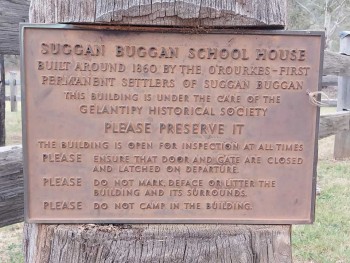 SUGGAN BUGGAN SCHOOL HOUSE
BUILT AROUND 1860 BY THE O'ROURKES - FIRST
PERMANENT SETTLERS OF SUGGAN BUGGAN
THIS BUILDING IS UNDER THE CARE OF THE
GELANTIPY HISTORICAL SOCIETY
PLEASE PRESERVE IT
THE BUILDING IS OPEN FOR INSPECTION AT ALL TIMES
PLEASE ENSURE THAT DOOR AND GATE ARE CLOSED
AND LATCHED ON DEPARTURE.
PLEASE DO NOT MARK, DEFACE OR LITTER THE
BUILDING AND ITS SURROUNDS.
PLEASE DO NOT CAMP IN THE BUILDING.